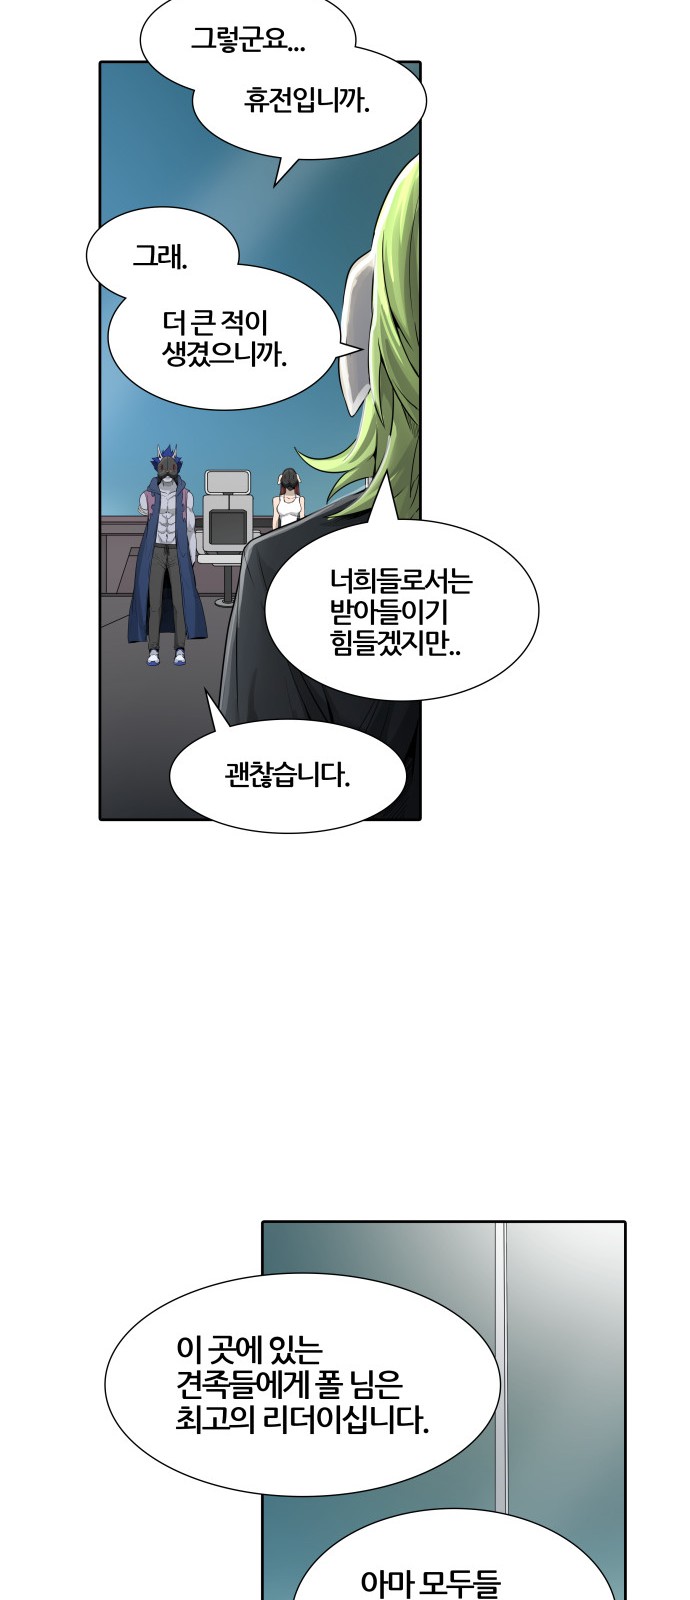 그렇군요...
휴전입니까.
그래.
더 큰 적이
생겼으니까.
너희들로서는
받아들이기
힘들겠지만..
괜찮습니다.
이 곳에 있는
견족들에게 폴 님은
최고의 리더이십니다.
아마 모두들